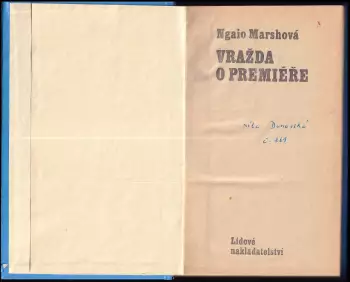 Ngaio Marshová
VRAŽDA
O PREMIÉŘE
Lidové
nakladatelství